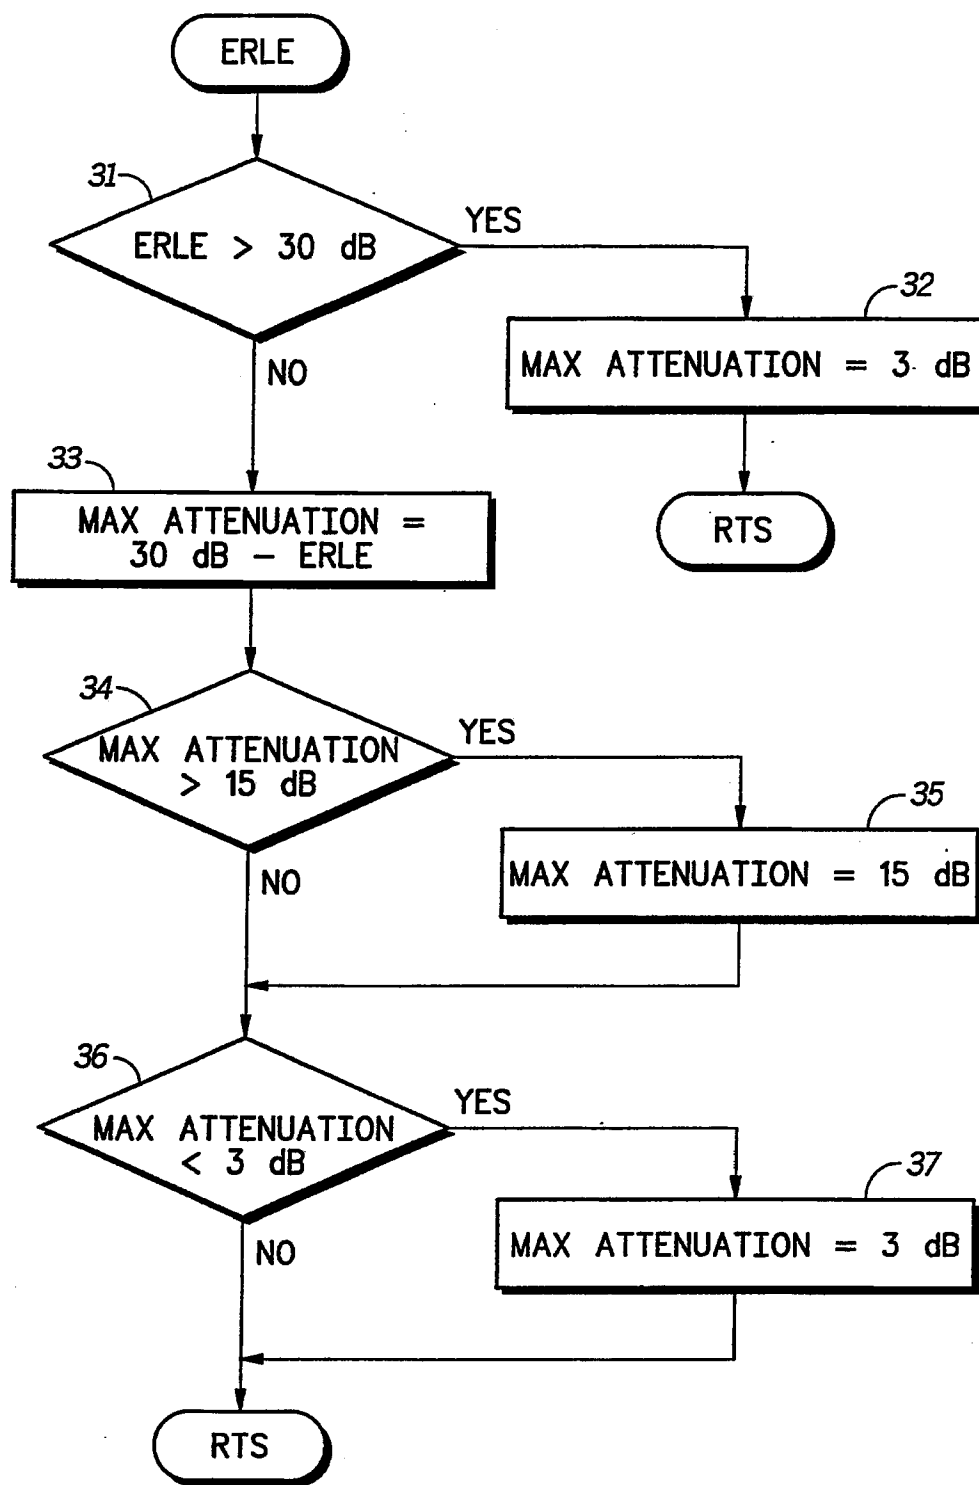 ERLE
31
ERLE > 30 dB
YES
NO
32
MAX ATTENUATION = 3 dB
RTS
33
MAX ATTENUATION =
30 dB – ERLE
34
MAX ATTENUATION
> 15 dB
YES
NO
35
MAX ATTENUATION = 15 dB
36
MAX ATTENUATION
< 3 dB
YES
NO
37
MAX ATTENUATION = 3 dB
RTS